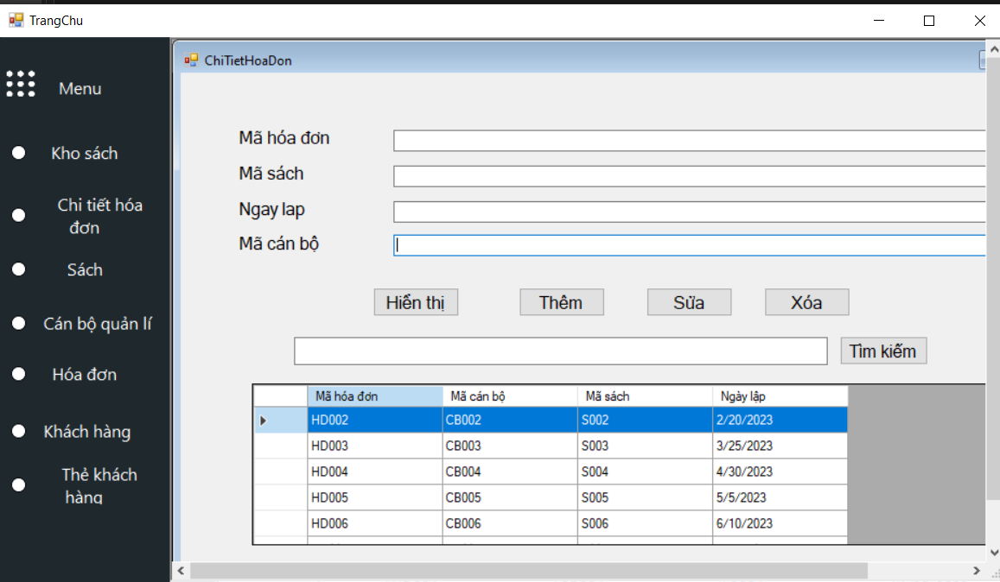 TrangChu
Menu
Kho sách
Chi tiết hóa
đơn
Sách
Cán bộ quản lí
Hóa đơn
Khách hàng
Thẻ khách
hàng
ChiTietHoaDon
Mã hóa đơn
Mã sách
Ngay lap
Mã cán bộ
Hiển thị Thêm Sửa Xóa
Tìm kiếm
Mã hóa đơn Mã cán bộ Mã sách Ngày lập
HD002 CB002 S002 2/20/2023
HD003 CB003 S003 3/25/2023
HD004 CB004 S004 4/30/2023
HD005 CB005 S005 5/5/2023
HD006 CB006 S006 6/10/2023